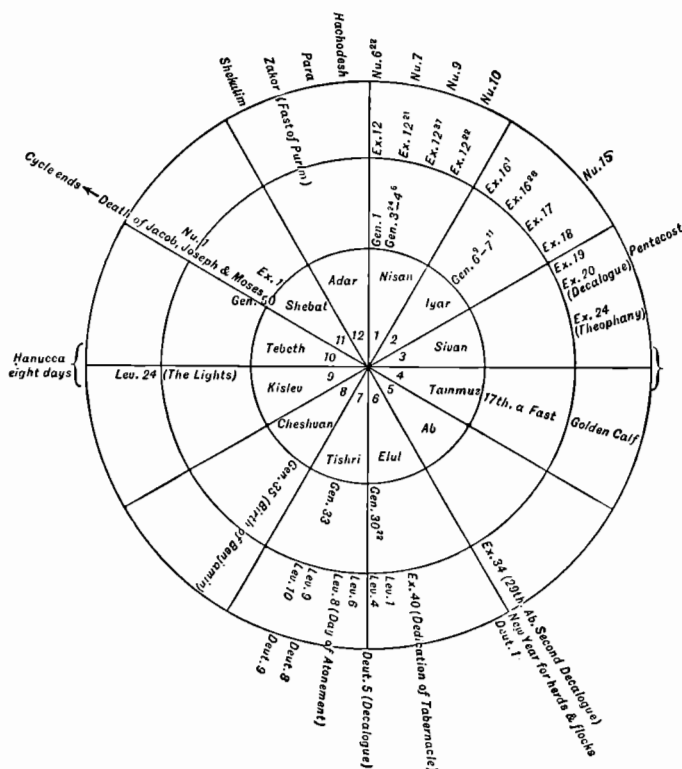 Shekalim
Zakor (Fast of Purim)
Para
Hachodesh
Nu. 6²²
Nu. 7
Nu. 9
Nu. 10
Nu. 15
Pentecost
Ex. 12
Ex. 12²¹
Ex. 12³⁷
Ex. 16¹
Ex. 16²⁸
Ex. 17
Ex. 18
Ex. 19
Ex. 20
(Decalogue)
Ex. 24
(Theophany)
Gen. 1
Gen. 3²⁴–4⁶
Gen. 6⁹–7¹¹
Cycle ends
Death of Jacob, Joseph & Moses
Nu. 1
Ex. 1
Gen. 50
Nisan
Iyar
Sivan
Tammuz
Ab
Elul
Tishri
Cheshvan
Kislev
Tebeth
Shebat
Adar
1
2
3
4
5
6
7
8
9
10
11
12
Hanucca
eight days
Lev. 24 (The Lights)
17th, a Fast
Golden Calf
Ex. 34 (29th, Ab. Second Decalogue)
New Year for herds & flocks
Deut. 1
Gen. 30²²
Gen. 33
Gen. 35 (Birth of Benjamin)
Ex. 40 (Dedication of Tabernacle)
Lev. 1
Lev. 4
Lev. 6
Lev. 8 (Day of Atonement)
Lev. 9
Lev. 10
Deut. 5 (Decalogue)
Deut. 8
Deut. 9